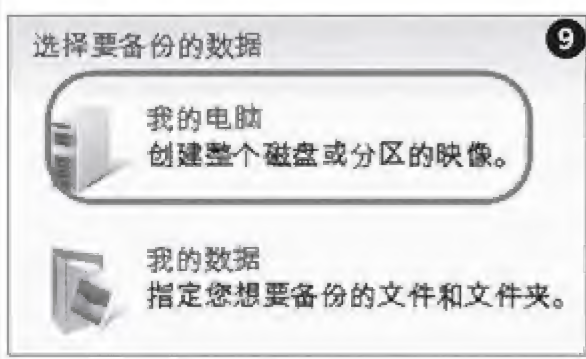 选择要备份的数据
9
我的电脑
创建整个磁盘或分区的映像。
我的数据
指定您想要备份的文件和文件夹。